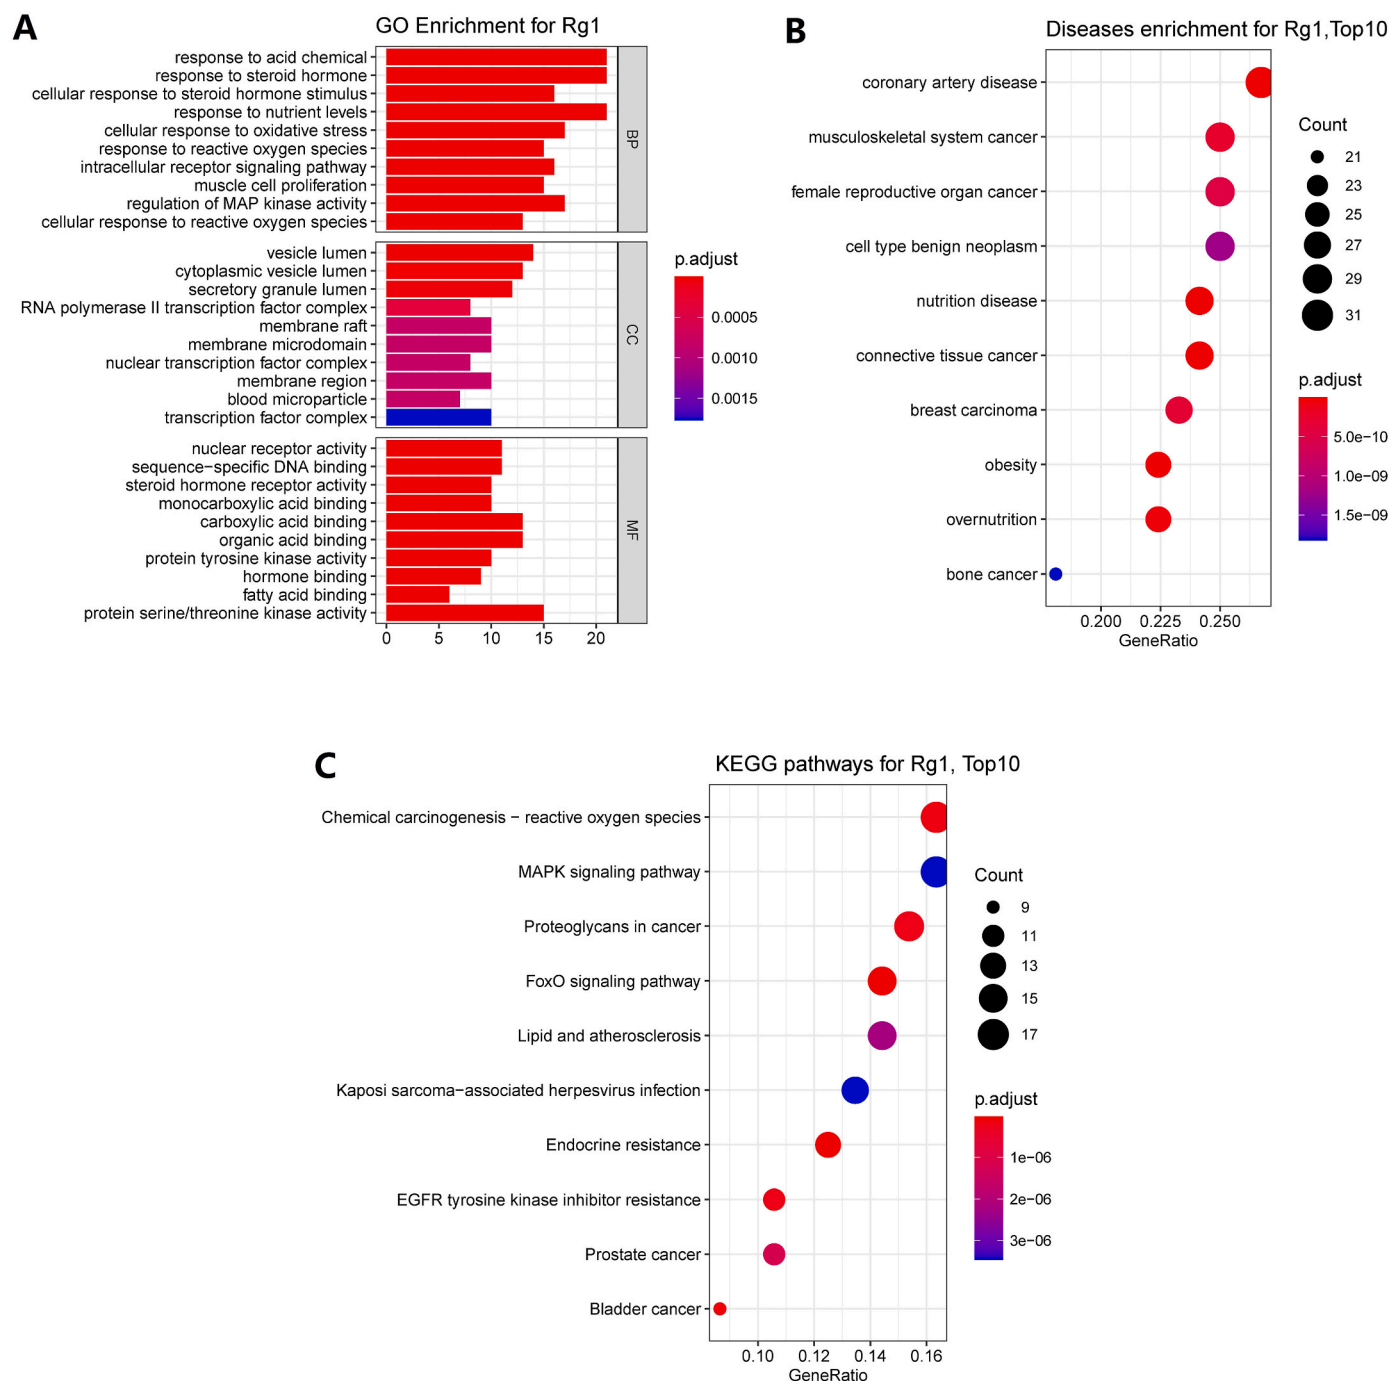 A
GO Enrichment for Rg1
response to acid chemical
response to steroid hormone
cellular response to steroid hormone stimulus
response to nutrient levels
cellular response to oxidative stress
response to reactive oxygen species
intracellular receptor signaling pathway
muscle cell proliferation
regulation of MAP kinase activity
cellular response to reactive oxygen species
BP
vesicle lumen
cytoplasmic vesicle lumen
secretory granule lumen
RNA polymerase II transcription factor complex
membrane raft
membrane microdomain
nuclear transcription factor complex
membrane region
blood microparticle
transcription factor complex
CC
nuclear receptor activity
sequence−specific DNA binding
steroid hormone receptor activity
monocarboxylic acid binding
carboxylic acid binding
organic acid binding
protein tyrosine kinase activity
hormone binding
fatty acid binding
protein serine/threonine kinase activity
MF
0 5 10 15 20
p.adjust
0.0005
0.0010
0.0015
B
Diseases enrichment for Rg1,Top10
coronary artery disease
musculoskeletal system cancer
female reproductive organ cancer
cell type benign neoplasm
nutrition disease
connective tissue cancer
breast carcinoma
obesity
overnutrition
bone cancer
0.200 0.225 0.250
GeneRatio
Count
21
23
25
27
29
31
p.adjust
5.0e−10
1.0e−09
1.5e−09
C
KEGG pathways for Rg1, Top10
Chemical carcinogenesis − reactive oxygen species
MAPK signaling pathway
Proteoglycans in cancer
FoxO signaling pathway
Lipid and atherosclerosis
Kaposi sarcoma−associated herpesvirus infection
Endocrine resistance
EGFR tyrosine kinase inhibitor resistance
Prostate cancer
Bladder cancer
0.10 0.12 0.14 0.16
GeneRatio
Count
9
11
13
15
17
p.adjust
1e−06
2e−06
3e−06